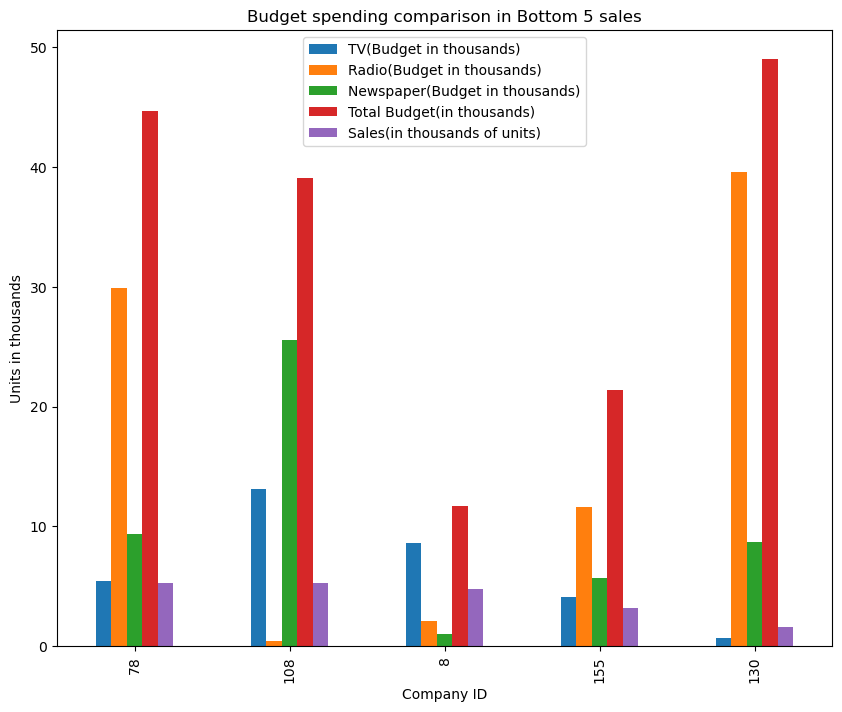 Budget spending comparison in Bottom 5 sales
TV(Budget in thousands)
Radio(Budget in thousands)
Newspaper(Budget in thousands)
Total Budget(in thousands)
Sales(in thousands of units)
Units in thousands
50
40
30
20
10
0
78
108
8
155
130
Company ID